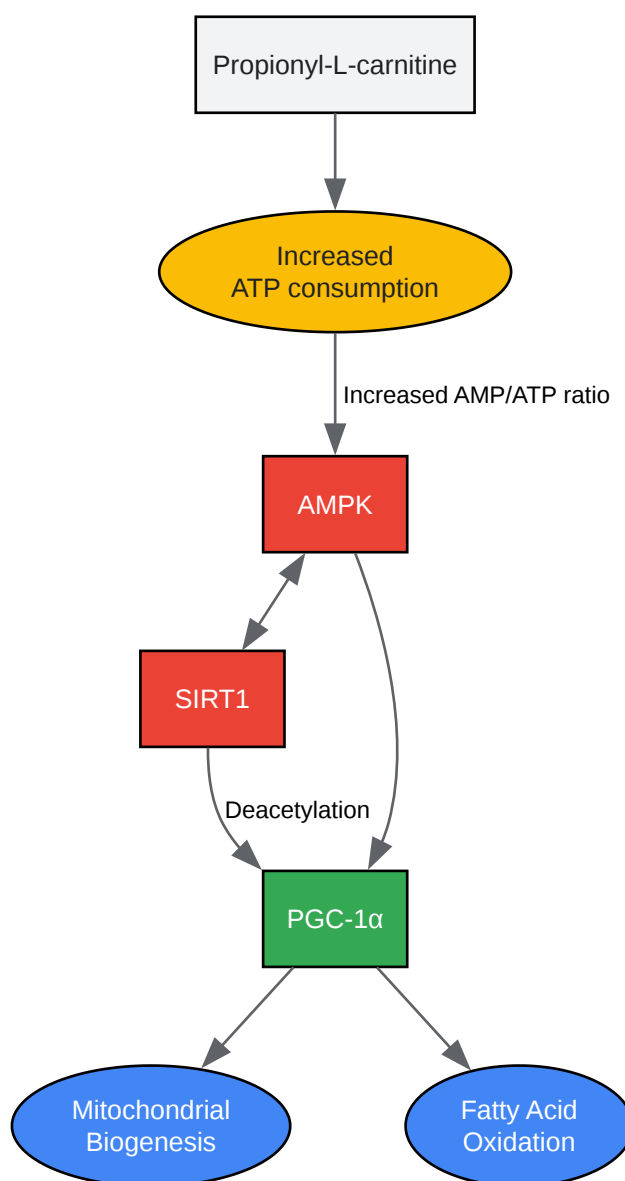 Propionyl-L-carnitine
Increased
ATP consumption
Increased AMP/ATP ratio
AMPK
SIRT1
Deacetylation
PGC-1α
Mitochondrial
Biogenesis
Fatty Acid
Oxidation